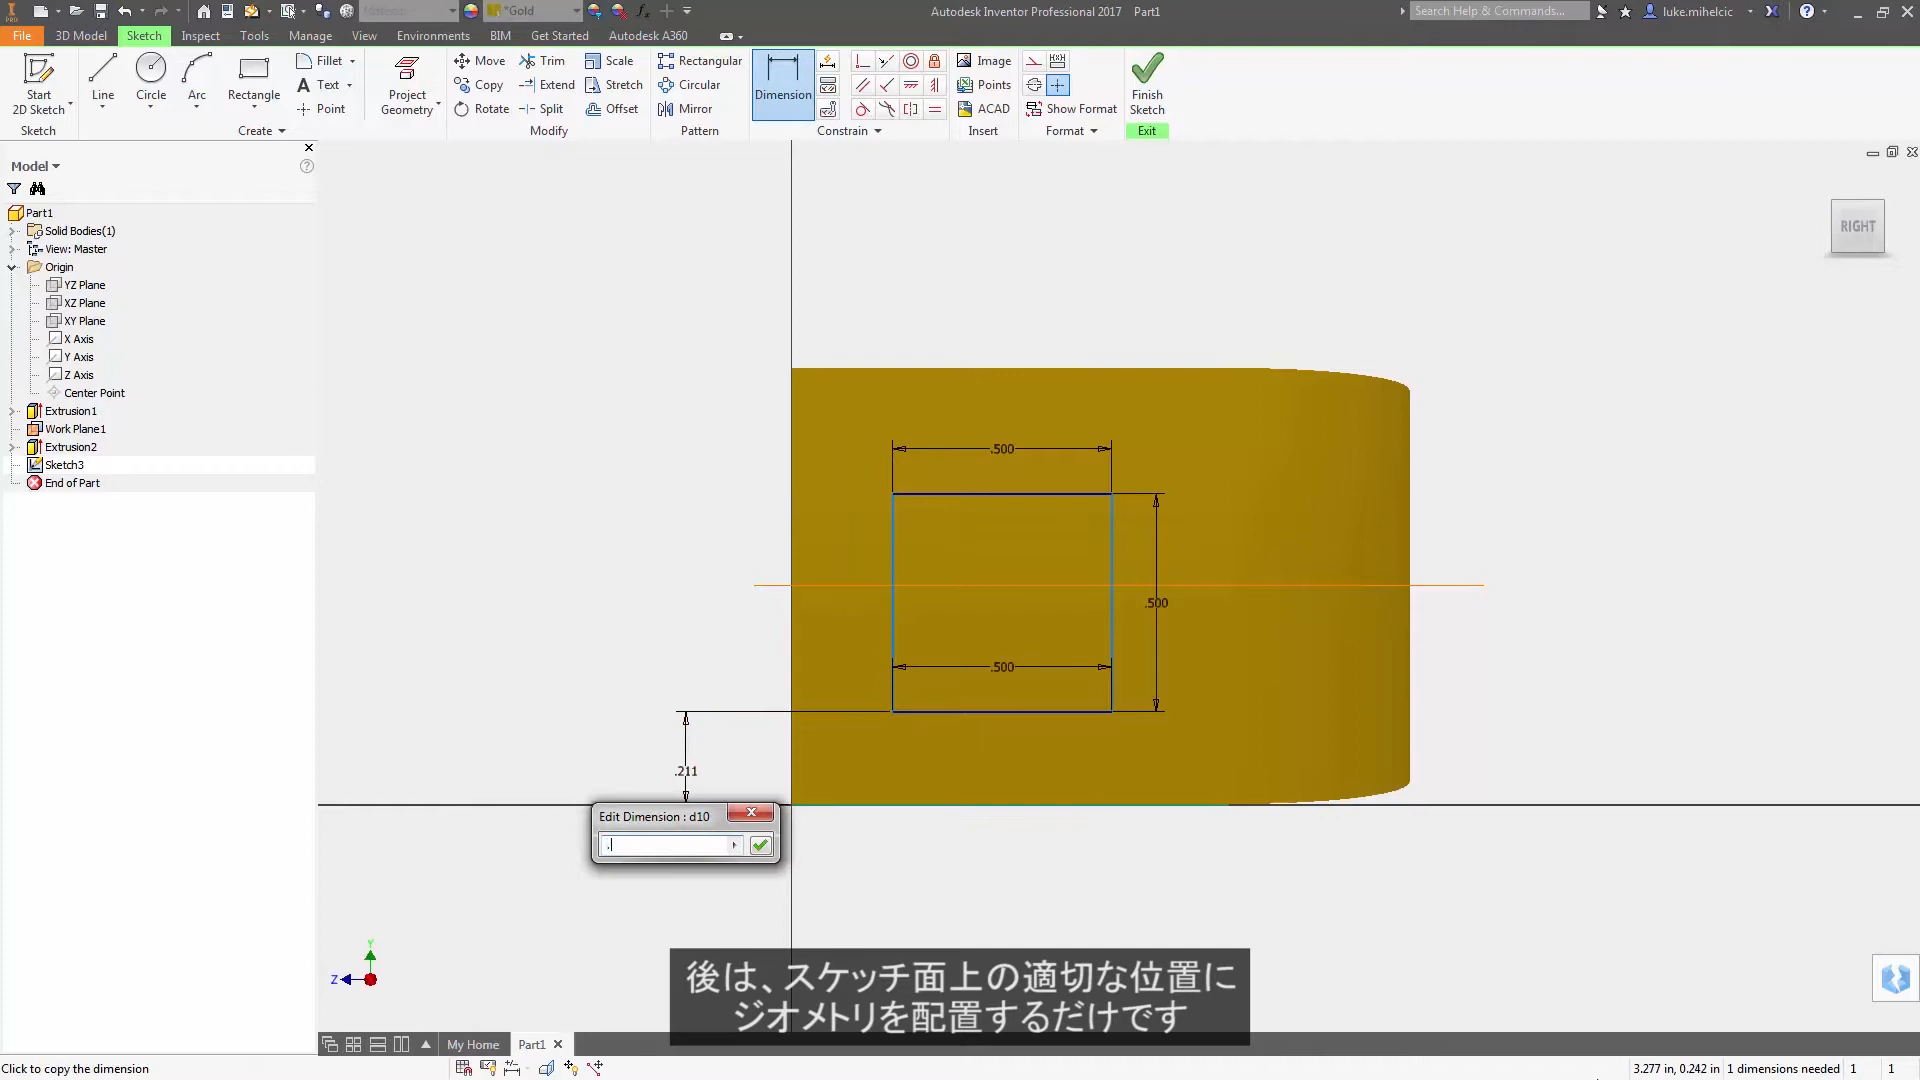 Material
*Gold
Autodesk Inventor Professional 2017 Part1
Search Help & Commands...
luke.mihelcic
File
3D Model
Sketch
Inspect
Tools
Manage
View
Environments
BIM
Get Started
Autodesk A360
Start
2D Sketch
Sketch
Line
Circle
Arc
Rectangle
Fillet
Text
Point
Create
Project
Geometry
Move
Copy
Rotate
Trim
Extend
Split
Scale
Stretch
Offset
Modify
Rectangular
Circular
Mirror
Pattern
Dimension
Constrain
Image
Points
ACAD
Insert
Show Format
Format
Finish
Sketch
Exit
Model
Part1
Solid Bodies(1)
View: Master
Origin
YZ Plane
XZ Plane
XY Plane
X Axis
Y Axis
Z Axis
Center Point
Extrusion1
Work Plane1
Extrusion2
Sketch3
End of Part
RIGHT
.500
.500
.500
.211
Edit Dimension : d10
.
Y
Z
後は、スケッチ面上の適切な位置に
ジオメトリを配置するだけです
My Home
Part1
Click to copy the dimension
3.277 in, 0.242 in 1 dimensions needed 1 1